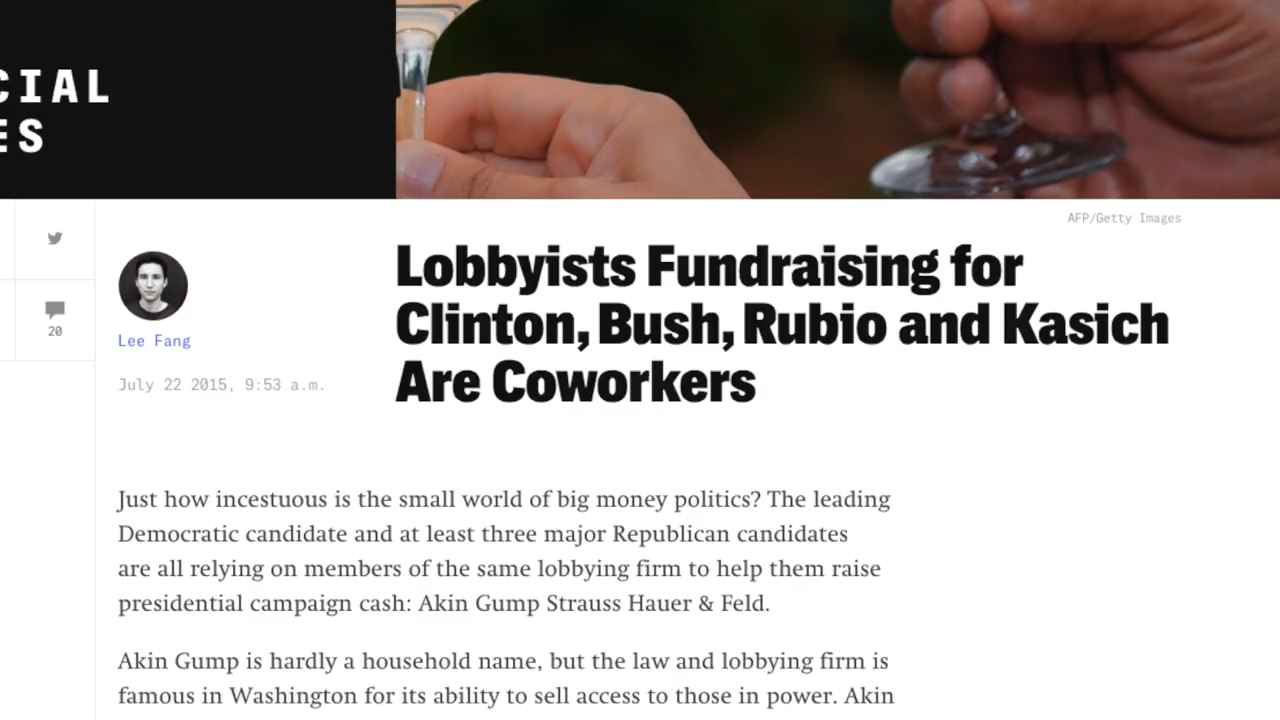 CIAL
ES
AFP/Getty Images
Lobbyists Fundraising for
Clinton, Bush, Rubio and Kasich
Are Coworkers
20
Lee Fang
July 22 2015, 9:53 a.m.
Just how incestuous is the small world of big money politics? The leading
Democratic candidate and at least three major Republican candidates
are all relying on members of the same lobbying firm to help them raise
presidential campaign cash: Akin Gump Strauss Hauer & Feld.
Akin Gump is hardly a household name, but the law and lobbying firm is
famous in Washington for its ability to sell access to those in power. Akin